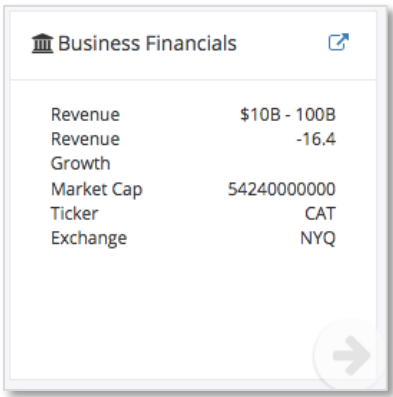 Business Financials
Revenue $10B - 100B
Revenue -16.4
Growth
Market Cap 54240000000
Ticker CAT
Exchange NYQ